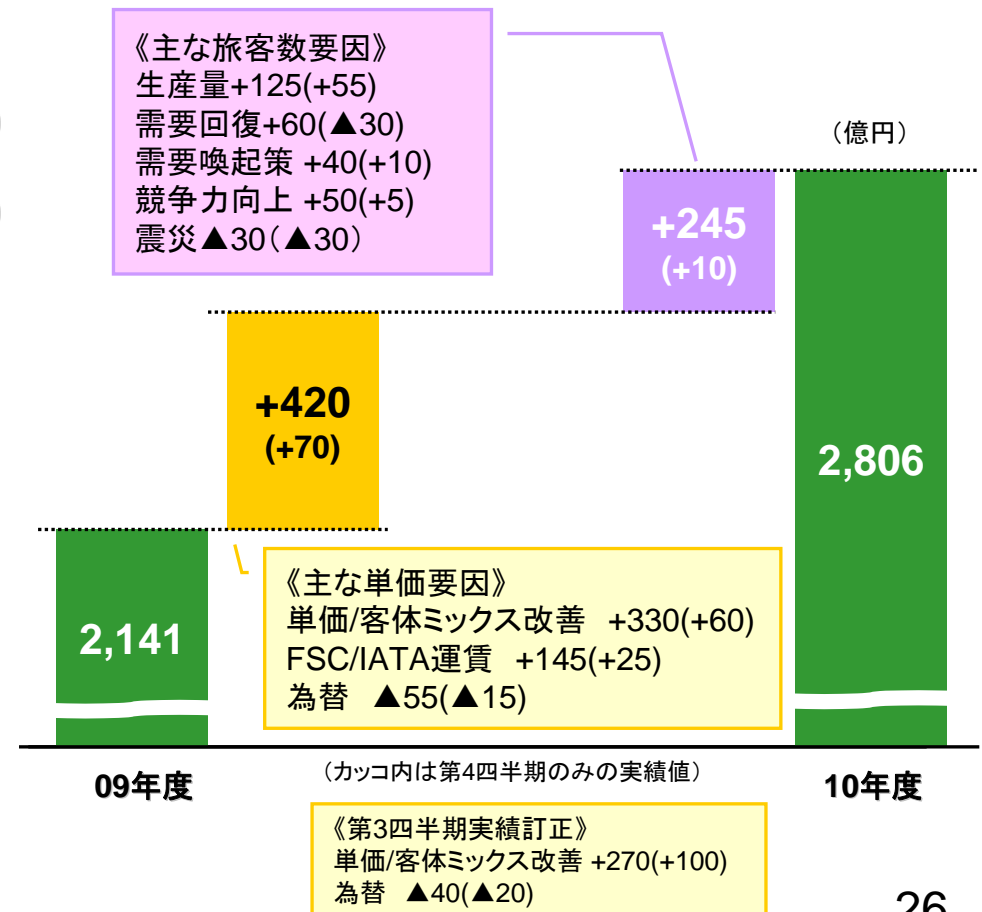 《主な旅客数要因》
生産量+125(+55)
需要回復+60(▲30)
需要喚起策 +40(+10)
競争力向上 +50(+5)
震災▲30(▲30)
（億円）
+245
(+10)
+420
(+70)
2,806
2,141
《主な単価要因》
単価/客体ミックス改善 +330(+60)
FSC/IATA運賃 +145(+25)
為替 ▲55(▲15)
09年度
（カッコ内は第4四半期のみの実績値）
10年度
《第3四半期実績訂正》
単価/客体ミックス改善 +270(+100)
為替 ▲40(▲20)
26